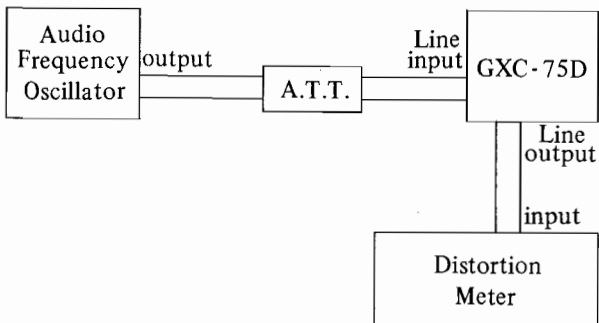 Audio
Frequency
Oscillator
output
A.T.T.
Line
input
GXC-75D
Line
output
input
Distortion
Meter